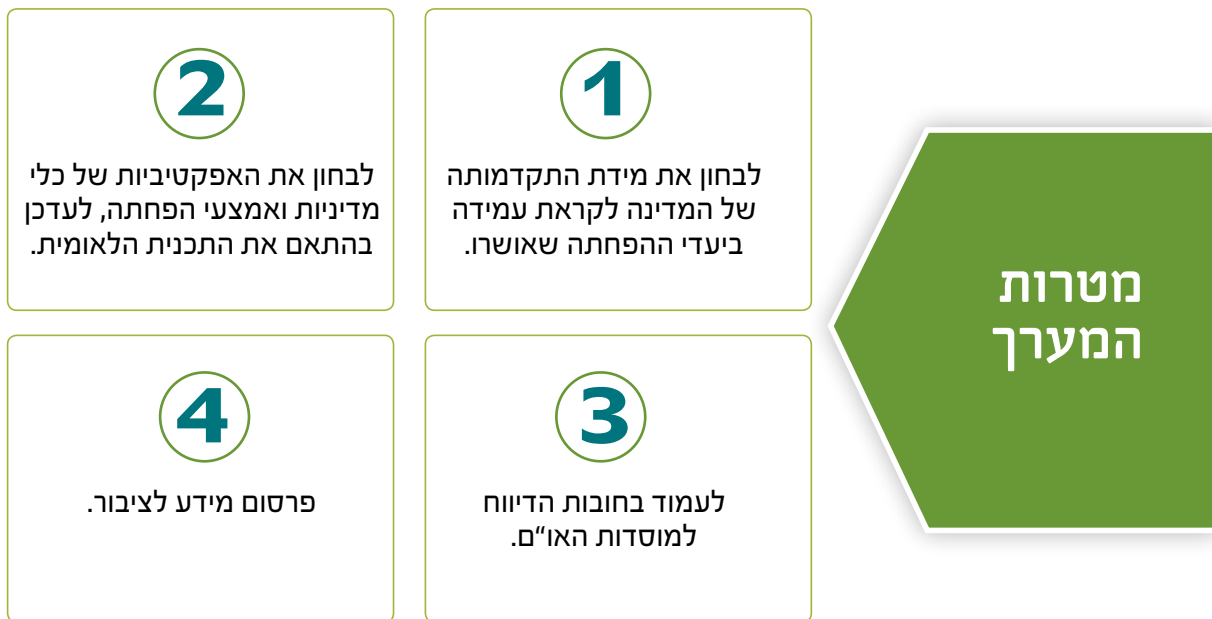 מטרות
המערך
1
לבחון את מידת התקדמותה
של המדינה לקראת עמידה
ביעדי ההפחתה שאושרו.
2
לבחון את האפקטיביות של כלי
מדיניות ואמצעי הפחתה, לעדכן
בהתאם את התכנית הלאומית.
3
לעמוד בחובות הדיווח
למוסדות האו“ם.
4
פרסום מידע לציבור.